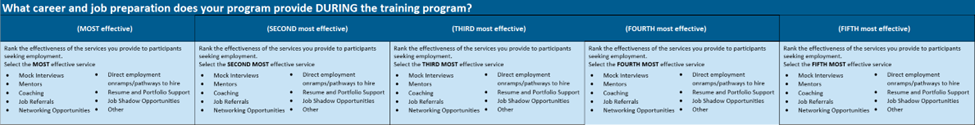 What career and job preparation does your program provide DURING the training program?
(MOST effective)
Rank the effectiveness of the services you provide to participants
seeking employment.
Select the MOST effective service
• Mock Interviews
• Mentors
• Coaching
• Job Referrals
• Networking Opportunities
• Direct employment
onramps/pathways to hire
• Resume and Portfolio Support
• Job Shadow Opportunities
• Other
(SECOND most effective)
Rank the effectiveness of the services you provide to participants
seeking employment.
Select SECOND MOST effective service
• Mock Interviews
• Mentors
• Coaching
• Job Referrals
• Networking Opportunities
• Direct employment
onramps/pathways to hire
• Resume and Portfolio Support
• Job Shadow Opportunities
• Other
(THIRD most effective)
Rank the effectiveness of the services you provide to participants
seeking employment.
Select THIRD MOST effective service
• Mock Interviews
• Mentors
• Coaching
• Job Referrals
• Networking Opportunities
• Direct employment
onramps/pathways to hire
• Resume and Portfolio Support
• Job Shadow Opportunities
• Other
(FOURTH most effective)
Rank the effectiveness of the services you provide to participants
seeking employment.
Select the FOURTH MOST effective service
• Mock Interviews
• Mentors
• Coaching
• Job Referrals
• Networking Opportunities
• Direct employment
onramps/pathways to hire
• Resume and Portfolio Support
• Job Shadow Opportunities
• Other
(FIFTH most effective)
Rank the effectiveness of the services you provide to participants
seeking employment.
Select the FIFTH MOST effective service
• Mock Interviews
• Mentors
• Coaching
• Job Referrals
• Networking Opportunities
• Direct employment
onramps/pathways to hire
• Resume and Portfolio Support
• Job Shadow Opportunities
• Other